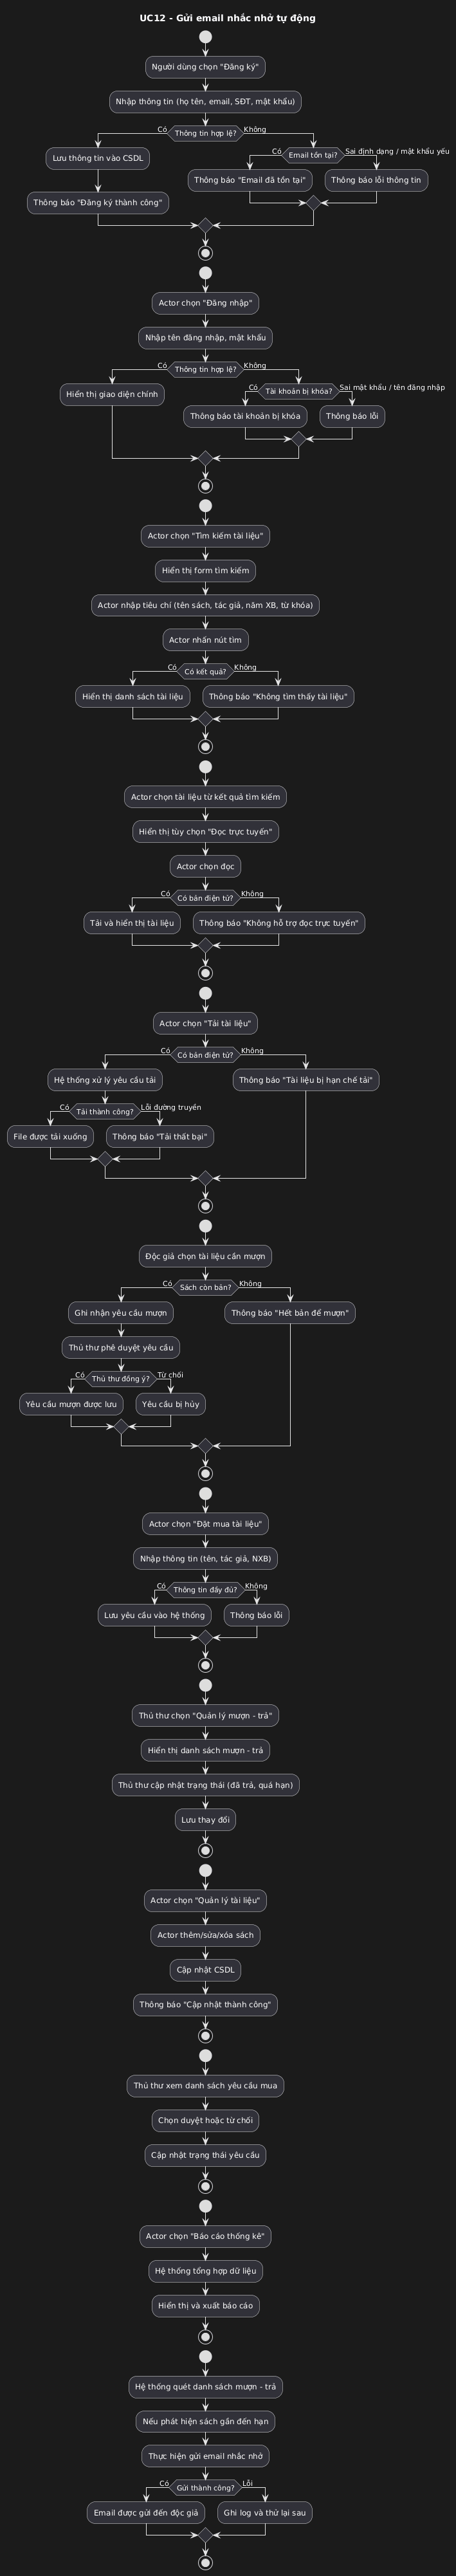 UC12 - Gửi email nhắc nhở tự động
Người dùng chọn "Đăng ký"
Nhập thông tin (họ tên, email, SĐT, mật khẩu)
Có
Thông tin hợp lệ?
Không
Lưu thông tin vào CSDL
Thông báo "Đăng ký thành công"
Có
Email tồn tại?
Sai định dạng / mật khẩu yếu
Thông báo "Email đã tồn tại"
Thông báo lỗi thông tin
Actor chọn "Đăng nhập"
Nhập tên đăng nhập, mật khẩu
Có
Thông tin hợp lệ?
Không
Hiển thị giao diện chính
Có
Tài khoản bị khóa?
Sai mật khẩu / tên đăng nhập
Thông báo tài khoản bị khóa
Thông báo lỗi
Actor chọn "Tìm kiếm tài liệu"
Hiển thị form tìm kiếm
Actor nhập tiêu chí (tên sách, tác giả, năm XB, từ khóa)
Actor nhấn nút tìm
Có
Có kết quả?
Không
Hiển thị danh sách tài liệu
Thông báo "Không tìm thấy tài liệu"
Actor chọn tài liệu từ kết quả tìm kiếm
Hiển thị tùy chọn "Đọc trực tuyến"
Actor chọn đọc
Có
Có bản điện tử?
Không
Tải và hiển thị tài liệu
Thông báo "Không hỗ trợ đọc trực tuyến"
Actor chọn "Tải tài liệu"
Có
Có bản điện tử?
Không
Hệ thống xử lý yêu cầu tải
Thông báo "Tài liệu bị hạn chế tải"
Có
Tải thành công?
Lỗi đường truyền
File được tải xuống
Thông báo "Tải thất bại"
Độc giả chọn tài liệu cần mượn
Có
Sách còn bản?
Không
Ghi nhận yêu cầu mượn
Thông báo "Hết bản để mượn"
Thủ thư phê duyệt yêu cầu
Có
Thủ thư đồng ý?
Từ chối
Yêu cầu mượn được lưu
Yêu cầu bị hủy
Actor chọn "Đặt mua tài liệu"
Nhập thông tin (tên, tác giả, NXB)
Có
Thông tin đầy đủ?
Không
Lưu yêu cầu vào hệ thống
Thông báo lỗi
Thủ thư chọn "Quản lý mượn - trả"
Hiển thị danh sách mượn - trả
Thủ thư cập nhật trạng thái (đã trả, quá hạn)
Lưu thay đổi
Actor chọn "Quản lý tài liệu"
Actor thêm/sửa/xóa sách
Cập nhật CSDL
Thông báo "Cập nhật thành công"
Thủ thư xem danh sách yêu cầu mua
Chọn duyệt hoặc từ chối
Cập nhật trạng thái yêu cầu
Actor chọn "Báo cáo thống kê"
Hệ thống tổng hợp dữ liệu
Hiển thị và xuất báo cáo
Hệ thống quét danh sách mượn - trả
Nếu phát hiện sách gần đến hạn
Thực hiện gửi email nhắc nhở
Có
Gửi thành công?
Lỗi
Email được gửi đến độc giả
Ghi log và thử lại sau